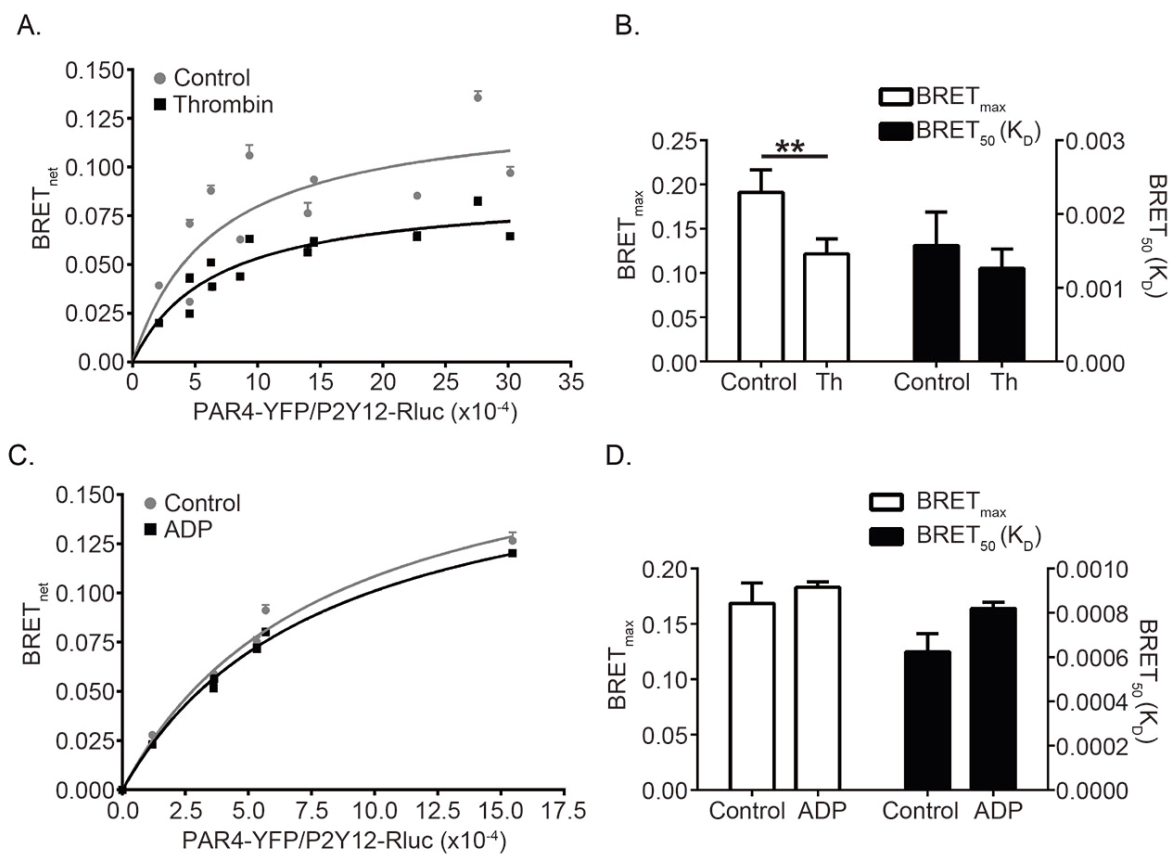 A.
0.150
0.125
0.100
0.075
0.050
0.025
0.00
BRETnet
Control
Thrombin
0 5 10 15 20 25 30 35
PAR4-YFP/P2Y12-Rluc (x10⁻⁴)
B.
BRETmax
BRET50 (KD)
**
0.25
0.20
0.15
0.10
0.05
0.00
BRETmax
0.003
0.002
0.001
0.000
BRET50 (KD)
Control Th Control Th
C.
0.150
0.125
0.100
0.075
0.050
0.025
0.000
BRETnet
Control
ADP
0.0 2.5 5.0 7.5 10.0 12.5 15.0 17.5
PAR4-YFP/P2Y12-Rluc (x10⁻⁴)
D.
BRETmax
BRET50 (KD)
0.20
0.15
0.10
0.05
0.00
BRETmax
0.0010
0.0008
0.0006
0.0004
0.0002
0.0000
BRET50 (KD)
Control ADP Control ADP